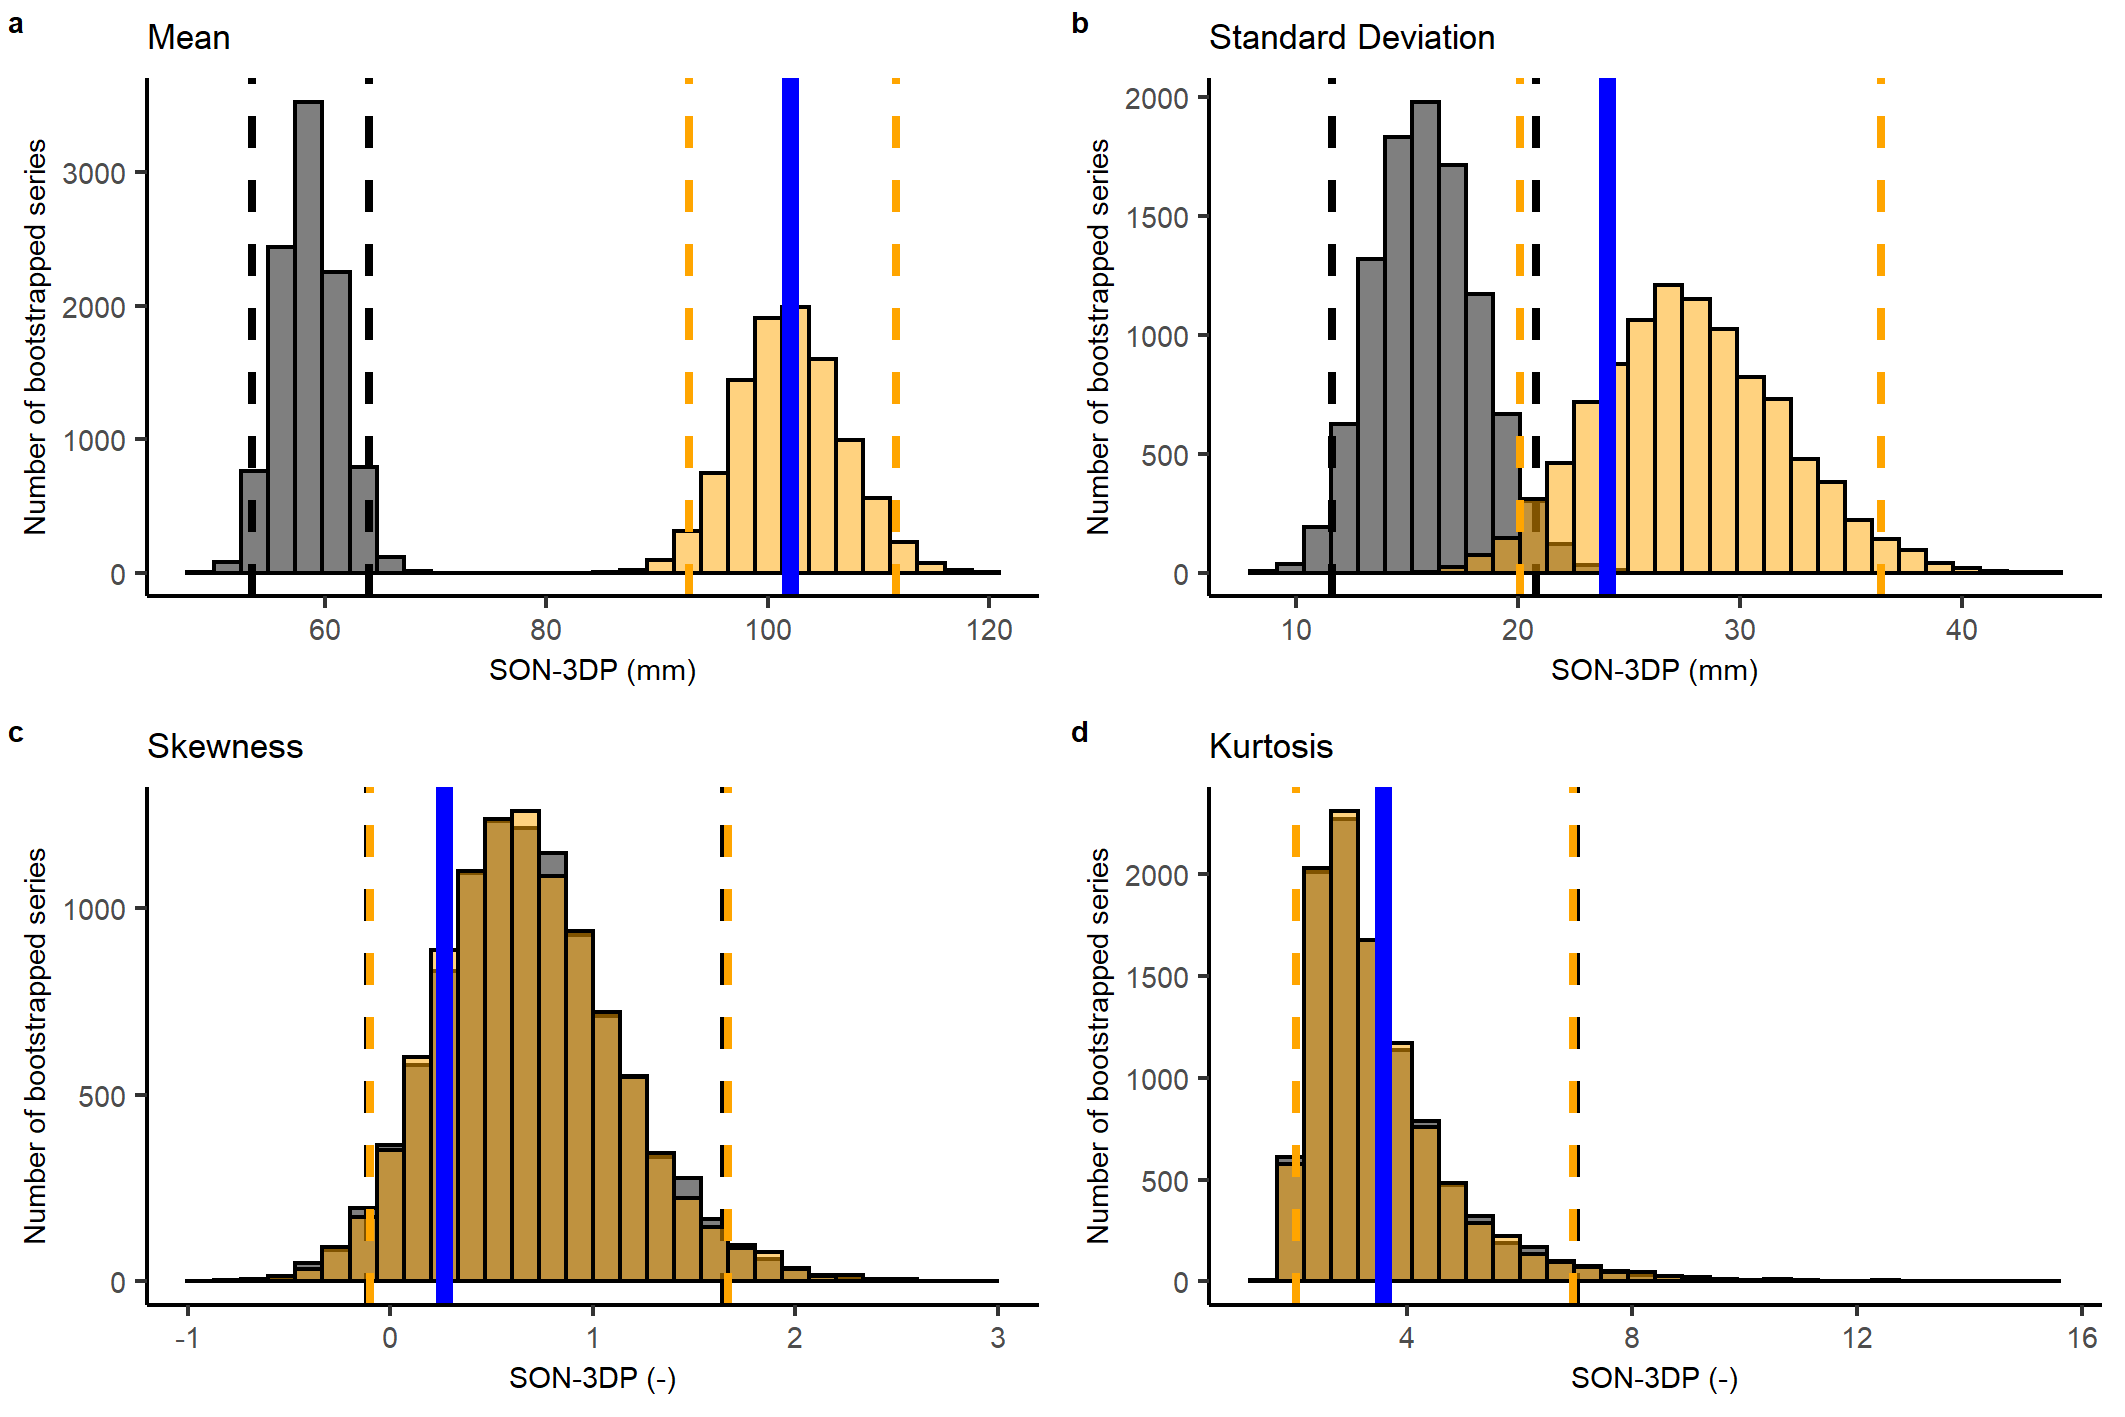 a
Mean
Number of bootstrapped series
3000
2000
1000
0
60 80 100 120
SON-3DP (mm)
b
Standard Deviation
Number of bootstrapped series
2000
1500
1000
500
0
10 20 30 40
SON-3DP (mm)
c
Skewness
Number of bootstrapped series
1000
500
0
-1 0 1 2 3
SON-3DP (-)
d
Kurtosis
Number of bootstrapped series
2000
1500
1000
500
0
4 8 12 16
SON-3DP (-)